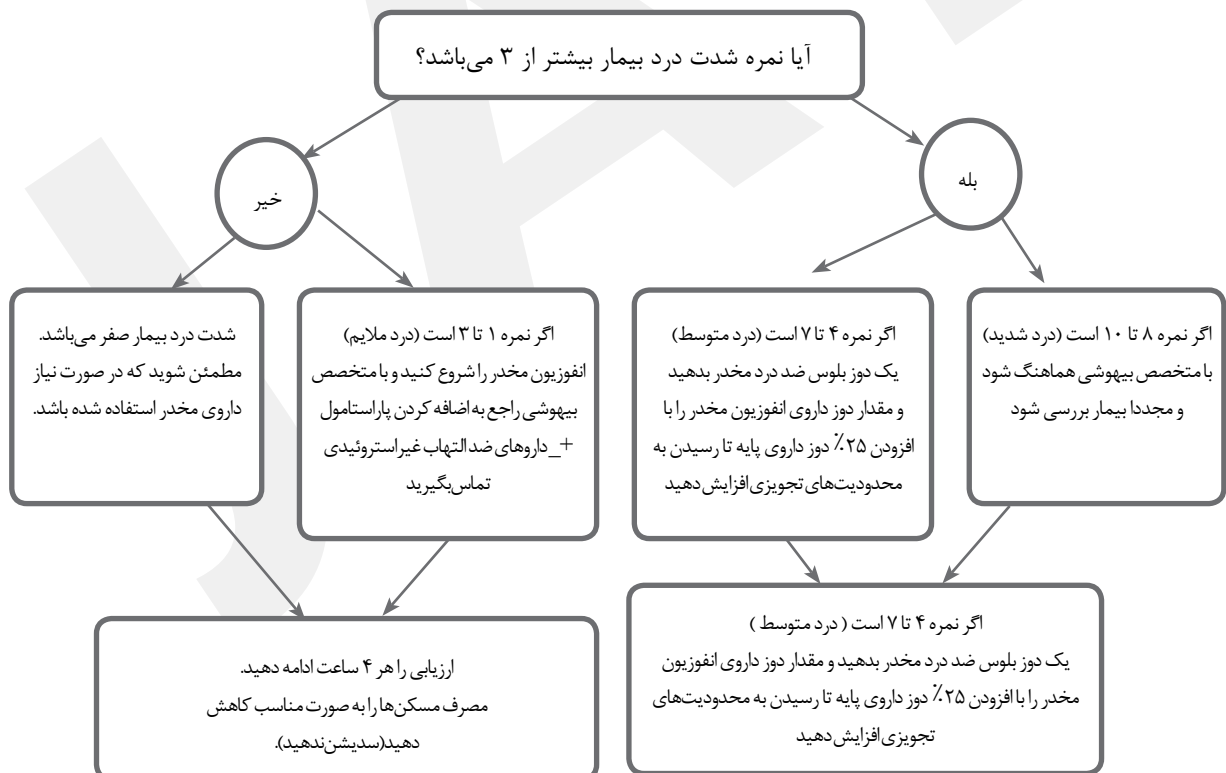 آیا نمره شدت درد بیمار بیشتر از ۳ می‌باشد؟
بله
خیر
اگر نمره ۸ تا ۱۰ است (درد شدید)
با متخصص بیهوشی هماهنگ شود
و مجددا بیمار بررسی شود
اگر نمره ۴ تا ۷ است (درد متوسط)
یک دوز بلوس ضد درد مخدر بدهید
و مقدار دوز داروی انفوزیون مخدر را با
افزودن ۲۵٪ دوز داروی پایه تا رسیدن به
محدودیت‌های تجویزی افزایش دهید
اگر نمره ۱ تا ۳ است (درد ملایم)
انفوزیون مخدر را شروع کنید و با متخصص
بیهوشی راجع به اضافه کردن پاراستامول
+_داروهای ضد التهاب غیراستروئیدی
تماس بگیرید
شدت درد بیمار صفر می‌باشد.
مطمئن شوید که در صورت نیاز
داروی مخدر استفاده شده باشد.
اگر نمره ۴ تا ۷ است ( درد متوسط )
یک دوز بلوس ضد درد مخدر بدهید و مقدار دوز داروی انفوزیون
مخدر را با افزودن ۲۵٪ دوز داروی پایه تا رسیدن به محدودیت‌های
تجویزی افزایش دهید
ارزیابی را هر ۴ ساعت ادامه دهید.
مصرف مسکن‌ها را به صورت مناسب کاهش
دهید(سدیشن ندهید).